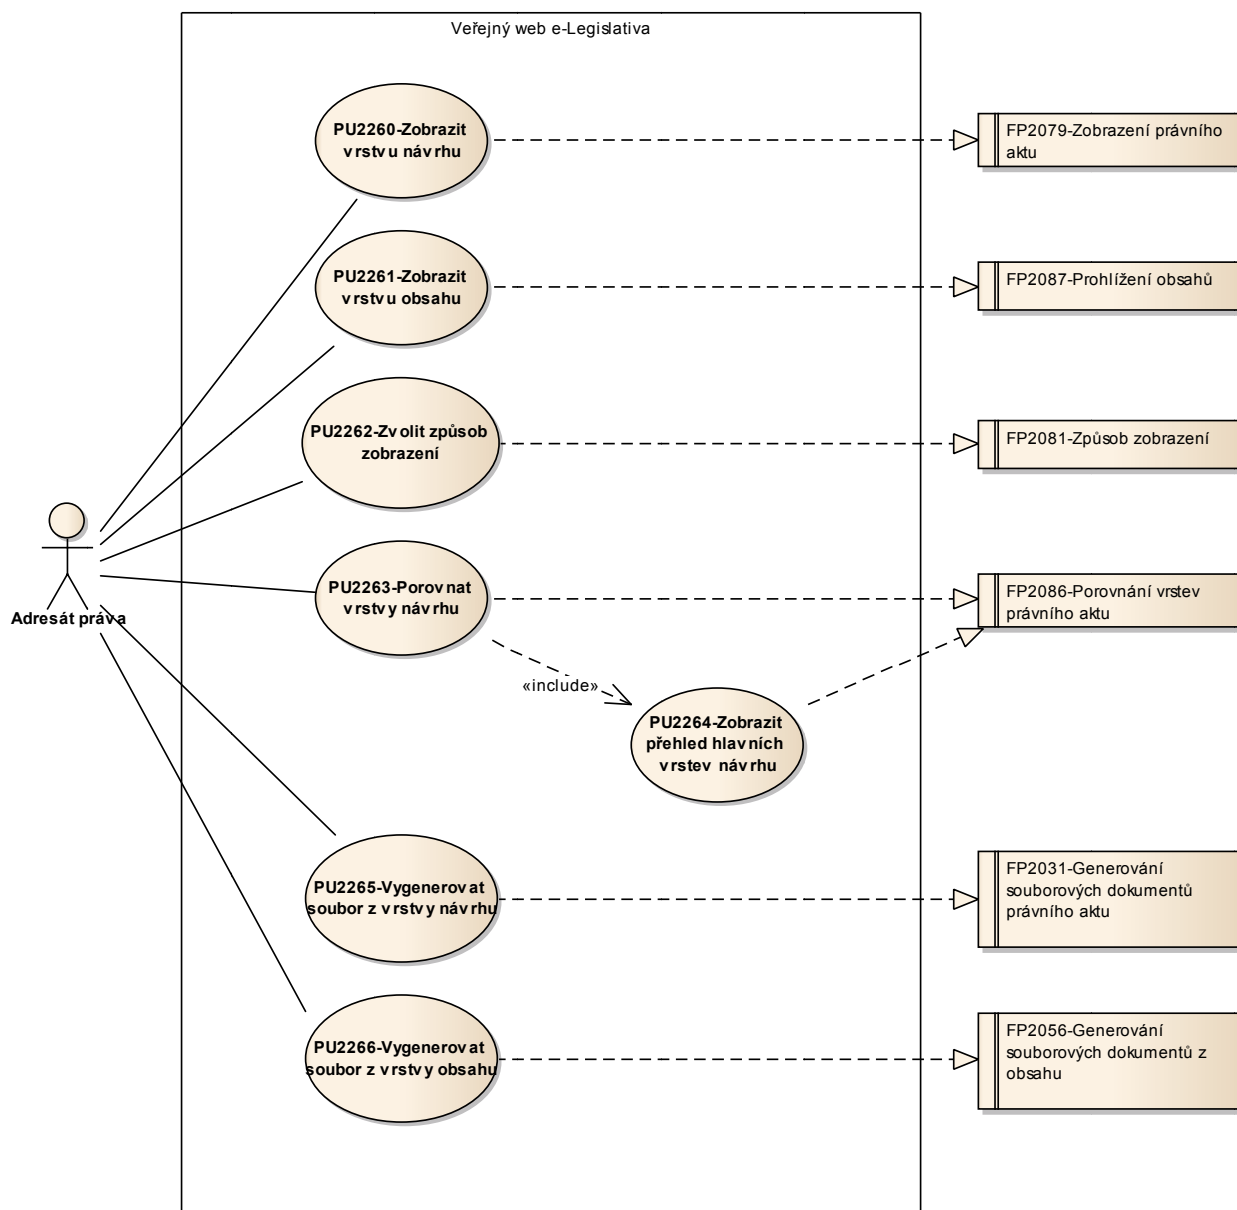 Veřejný web e-Legislativa
PU2260-Zobrazit
vrstvu návrhu
FP2079-Zobrazení právního
aktu
PU2261-Zobrazit
vrstvu obsahu
FP2087-Prohlížení obsahů
PU2262-Zvolit způsob
zobrazení
FP2081-Způsob zobrazení
Adresát práva
PU2263-Porovnat
vrstvy návrhu
FP2086-Porovnání vrstev
právního aktu
«include»
PU2264-Zobrazit
přehled hlavních
vrstev návrhu
PU2265-Vygenerovat
soubor z vrstvy návrhu
FP2031-Generování
souborových dokumentů
právního aktu
PU2266-Vygenerovat
soubor z vrstvy obsahu
FP2056-Generování
souborových dokumentů z
obsahu